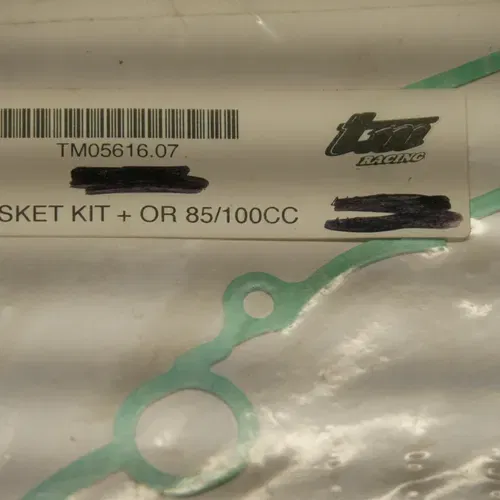 TM05616.07
tm
RACING
SKET KIT + OR 85/100CC